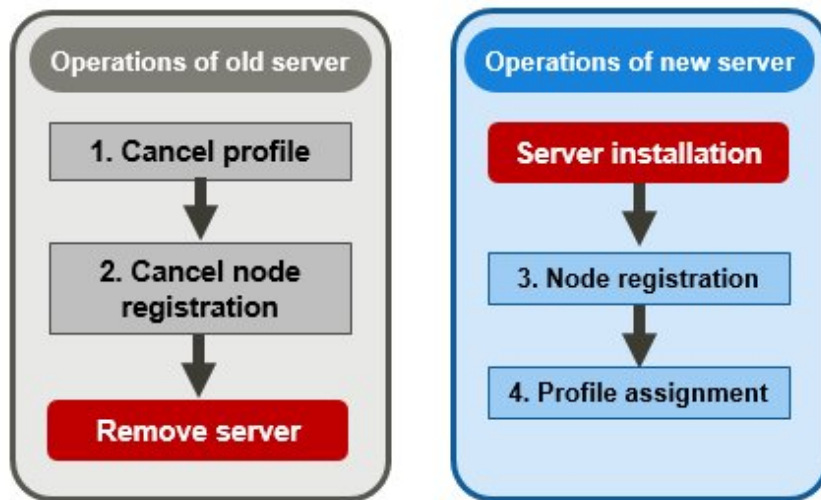 Operations of old server
1. Cancel profile
2. Cancel node
registration
Remove server
Operations of new server
Server installation
3. Node registration
4. Profile assignment